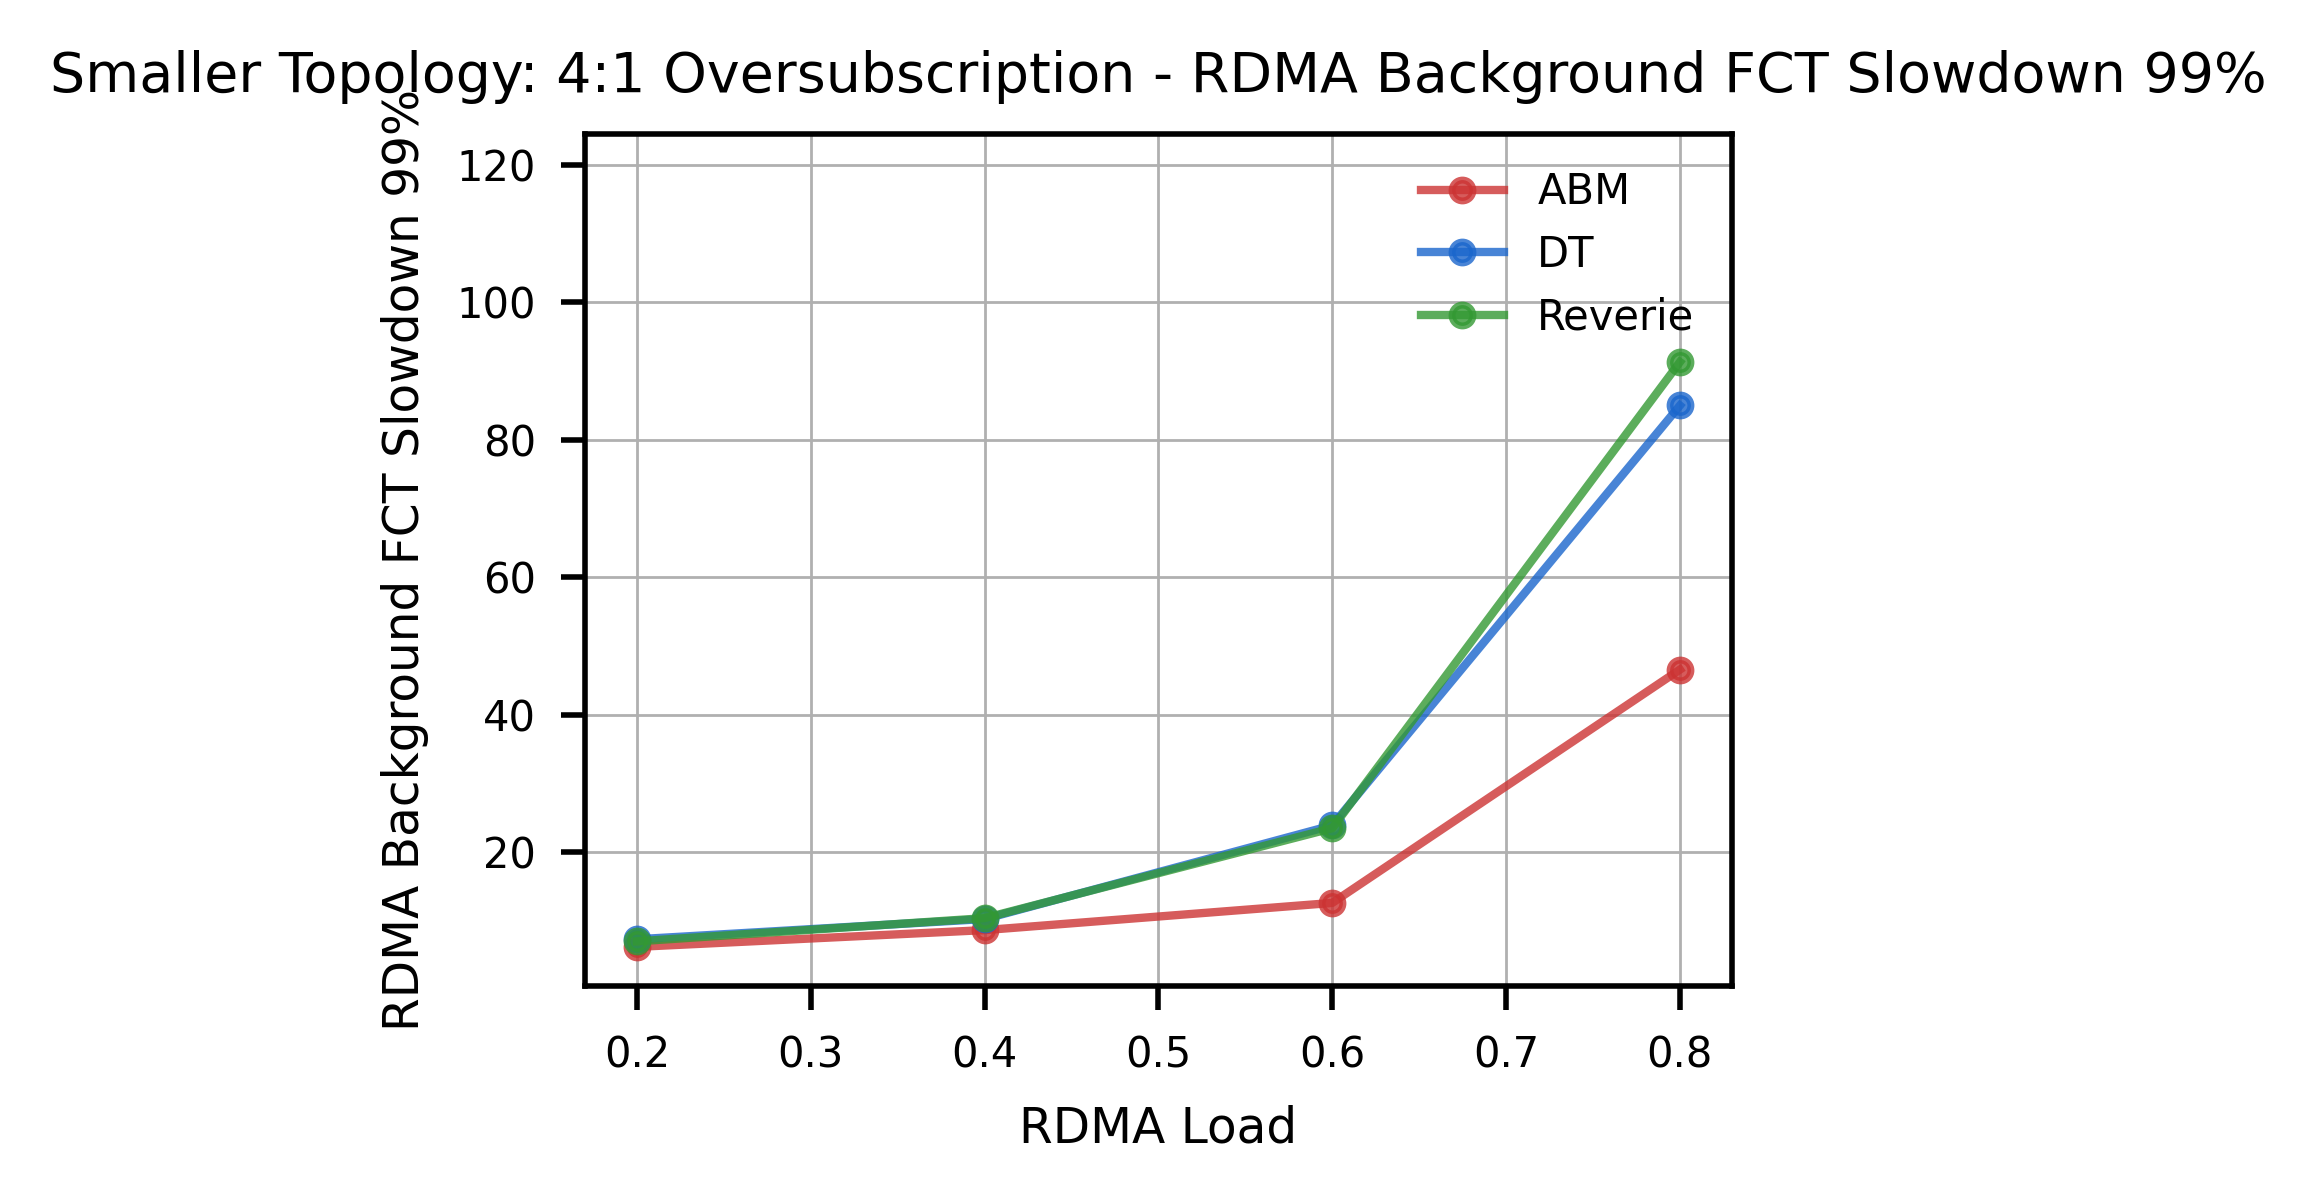 Smaller Topology: 4:1 Oversubscription - RDMA Background FCT Slowdown 99%
RDMA Background FCT Slowdown 99%
120
100
80
60
40
20
ABM
DT
Reverie
0.2 0.3 0.4 0.5 0.6 0.7 0.8
RDMA Load